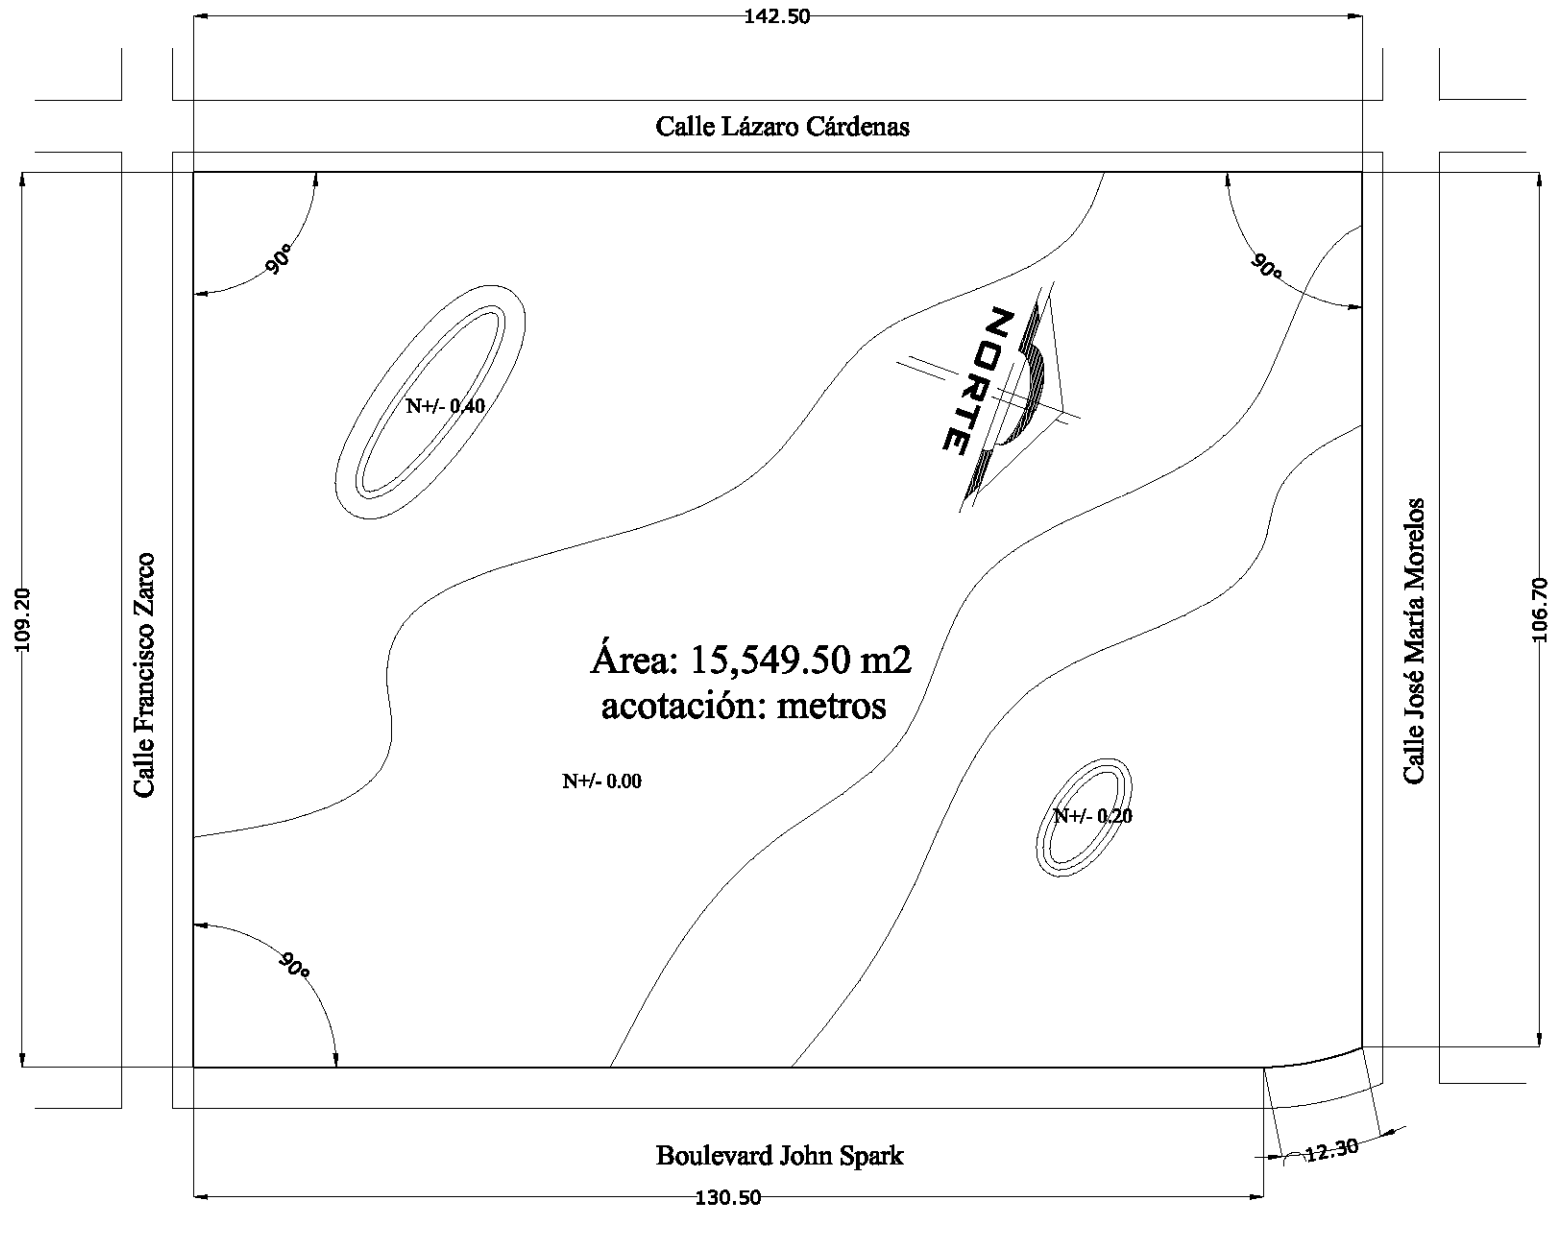 142.50
Calle Lázaro Cárdenas
90°
90°
NORTE
N+/- 0.40
109.20
Calle Francisco Zarco
Calle José María Morelos
106.70
Área: 15,549.50 m2
acotación: metros
N+/- 0.00
N+/- 0.20
90°
Boulevard John Spark
12.30
130.50